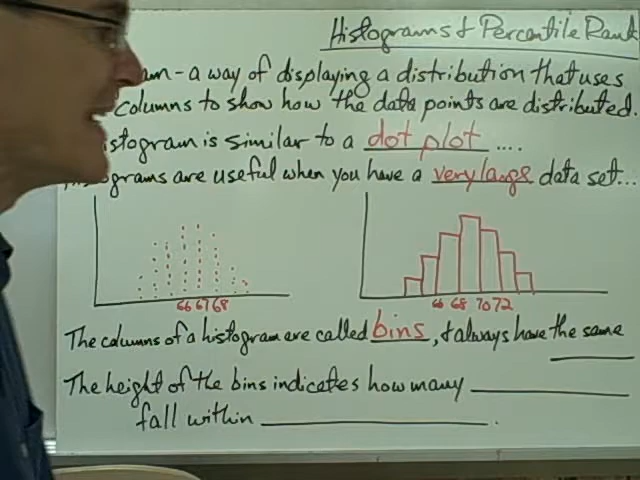 Histograms & Percentile Rank
am - a way of displaying a distribution that uses
columns to show how the data points are distributed.
stogram is similar to a dot plot ....
grams are useful when you have a very large data set...
66 67 68
66 68 70 72
The columns of a histogram are called bins, & always have the same
The height of the bins indicates how many
fall within .